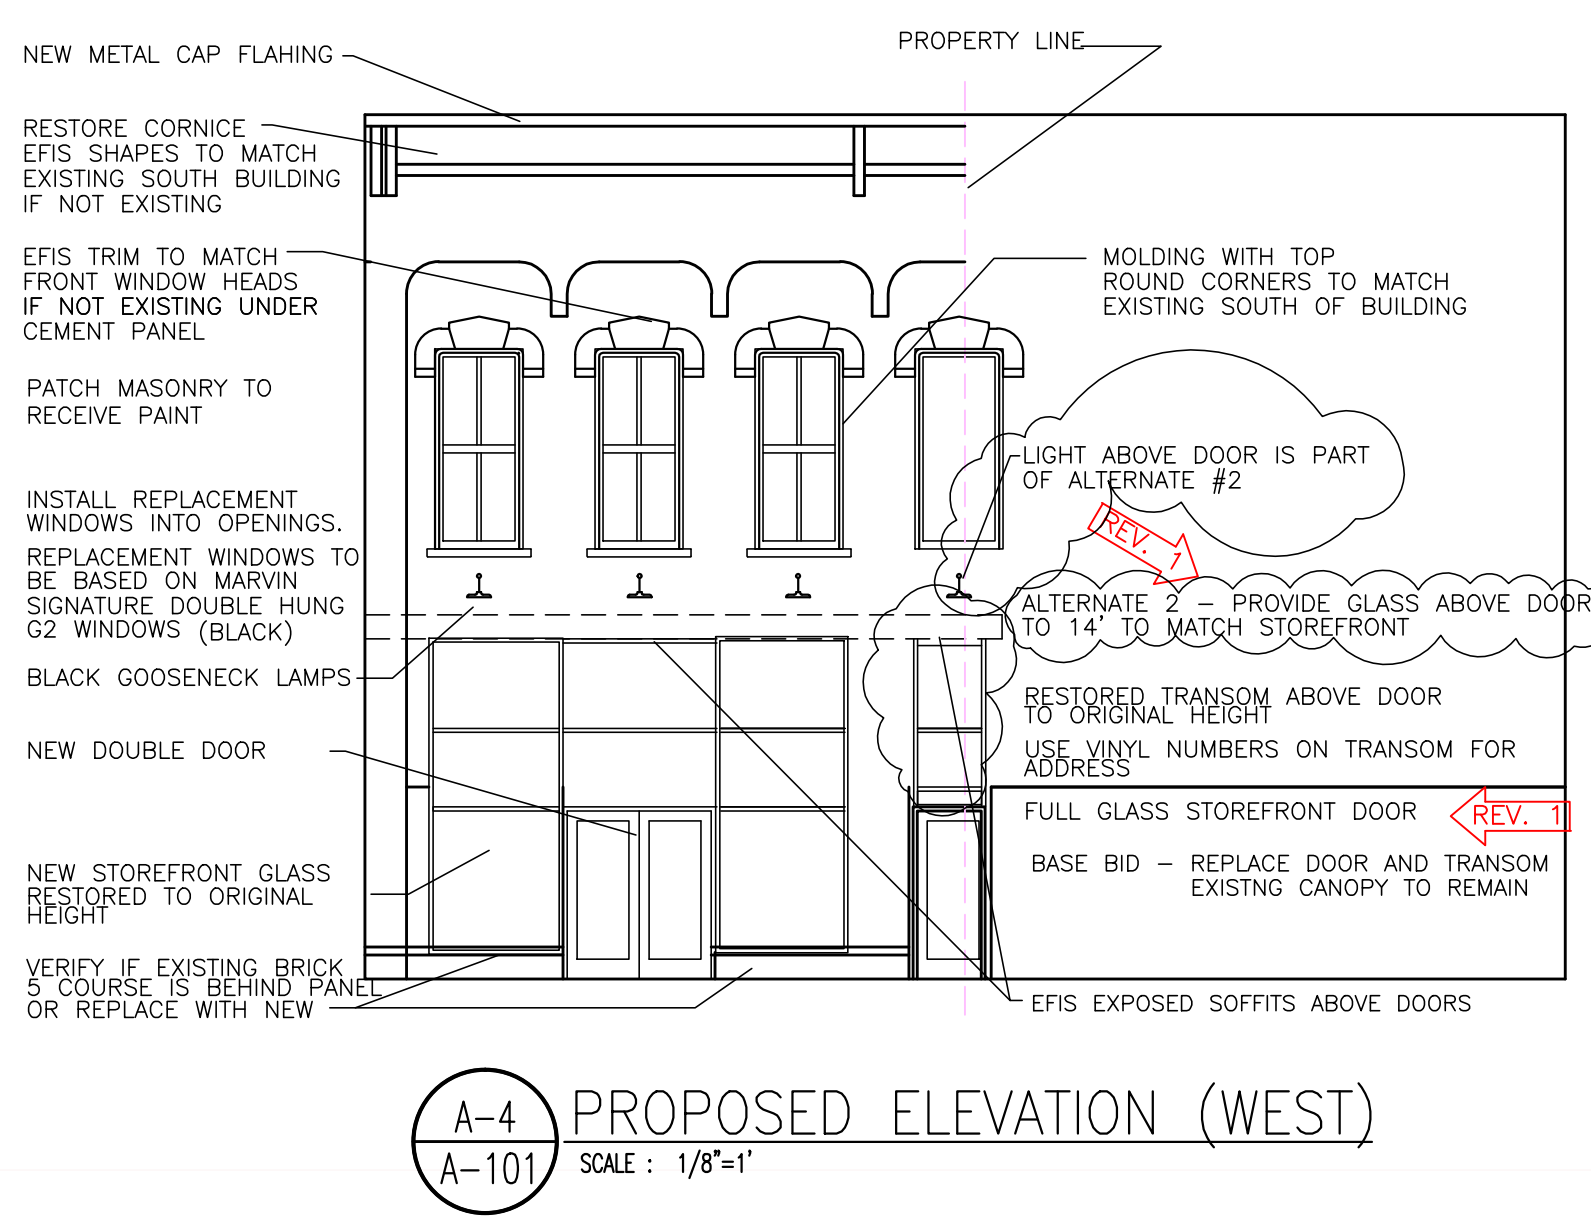 NEW METAL CAP FLAHING
PROPERTY LINE
RESTORE CORNICE
EFIS SHAPES TO MATCH
EXISTING SOUTH BUILDING
IF NOT EXISTING
EFIS TRIM TO MATCH
FRONT WINDOW HEADS
IF NOT EXISTING UNDER
CEMENT PANEL
MOLDING WITH TOP
ROUND CORNERS TO MATCH
EXISTING SOUTH OF BUILDING
PATCH MASONRY TO
RECEIVE PAINT
LIGHT ABOVE DOOR IS PART
OF ALTERNATE #2
INSTALL REPLACEMENT
WINDOWS INTO OPENINGS.
REV. 1
REPLACEMENT WINDOWS TO
BE BASED ON MARVIN
SIGNATURE DOUBLE HUNG
G2 WINDOWS (BLACK)
ALTERNATE 2 – PROVIDE GLASS ABOVE DOOR
TO 14' TO MATCH STOREFRONT
BLACK GOOSENECK LAMPS
RESTORED TRANSOM ABOVE DOOR
TO ORIGINAL HEIGHT
NEW DOUBLE DOOR
USE VINYL NUMBERS ON TRANSOM FOR
ADDRESS
FULL GLASS STOREFRONT DOOR
REV. 1
NEW STOREFRONT GLASS
RESTORED TO ORIGINAL
HEIGHT
BASE BID – REPLACE DOOR AND TRANSOM
EXISTNG CANOPY TO REMAIN
VERIFY IF EXISTING BRICK
5 COURSE IS BEHIND PANEL
OR REPLACE WITH NEW
EFIS EXPOSED SOFFITS ABOVE DOORS
A-4
A-101
PROPOSED ELEVATION (WEST)
SCALE : 1/8"=1'